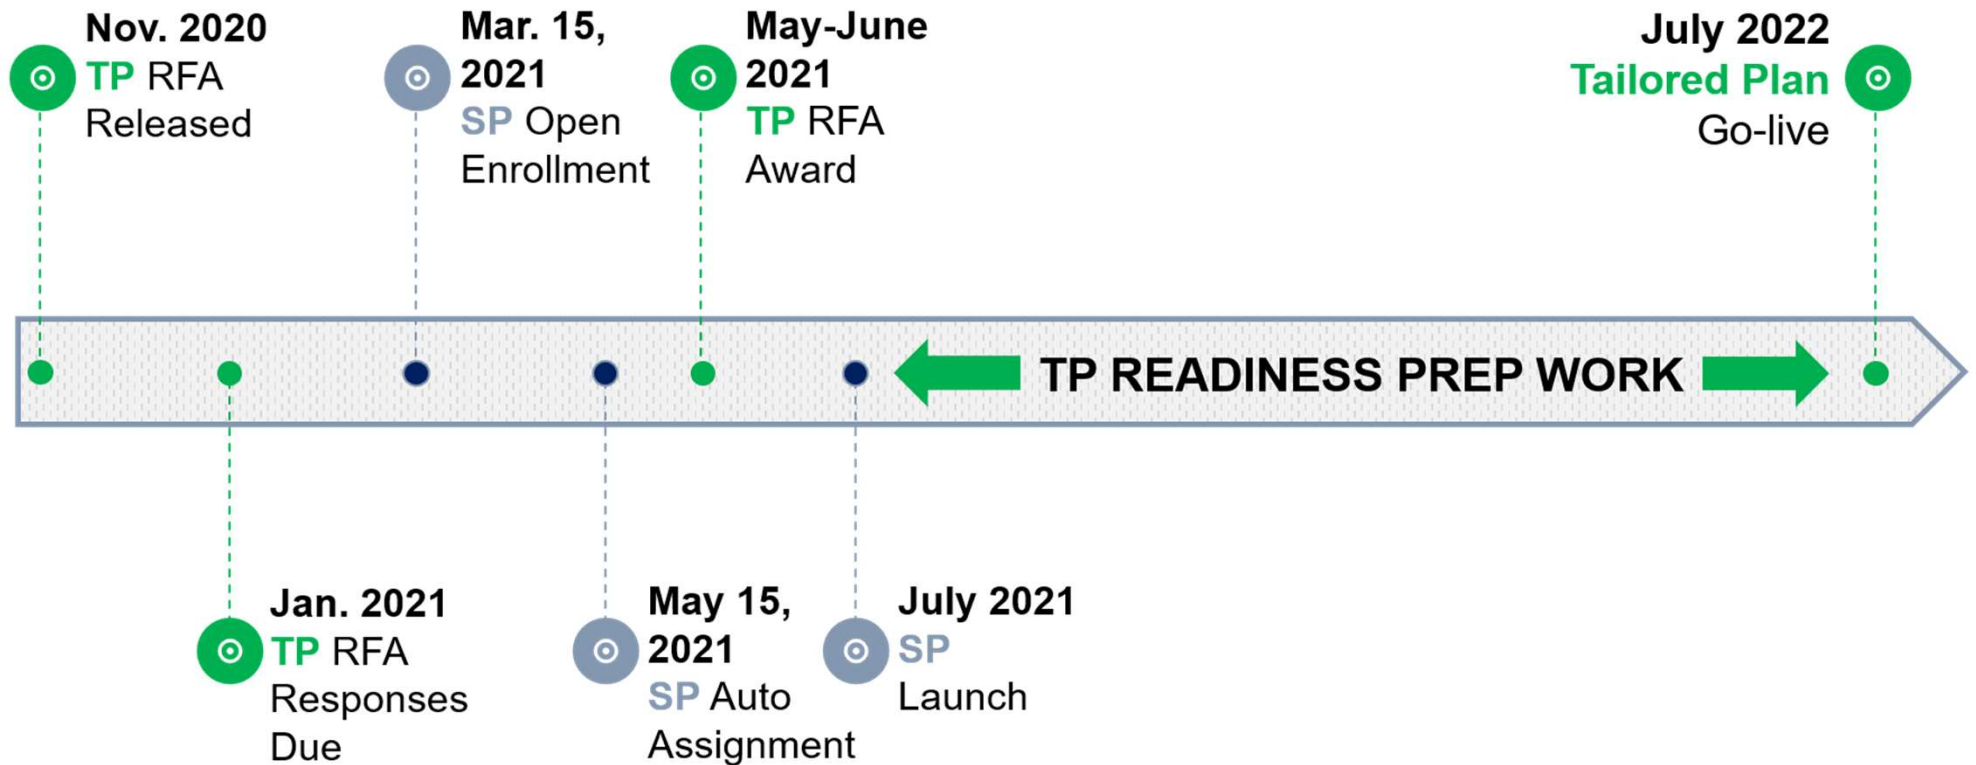 Nov. 2020
TP RFA
Released
Mar. 15,
2021
SP Open
Enrollment
May-June
2021
TP RFA
Award
July 2022
Tailored Plan
Go-live
TP READINESS PREP WORK
Jan. 2021
TP RFA
Responses
Due
May 15,
2021
SP Auto
Assignment
July 2021
SP
Launch